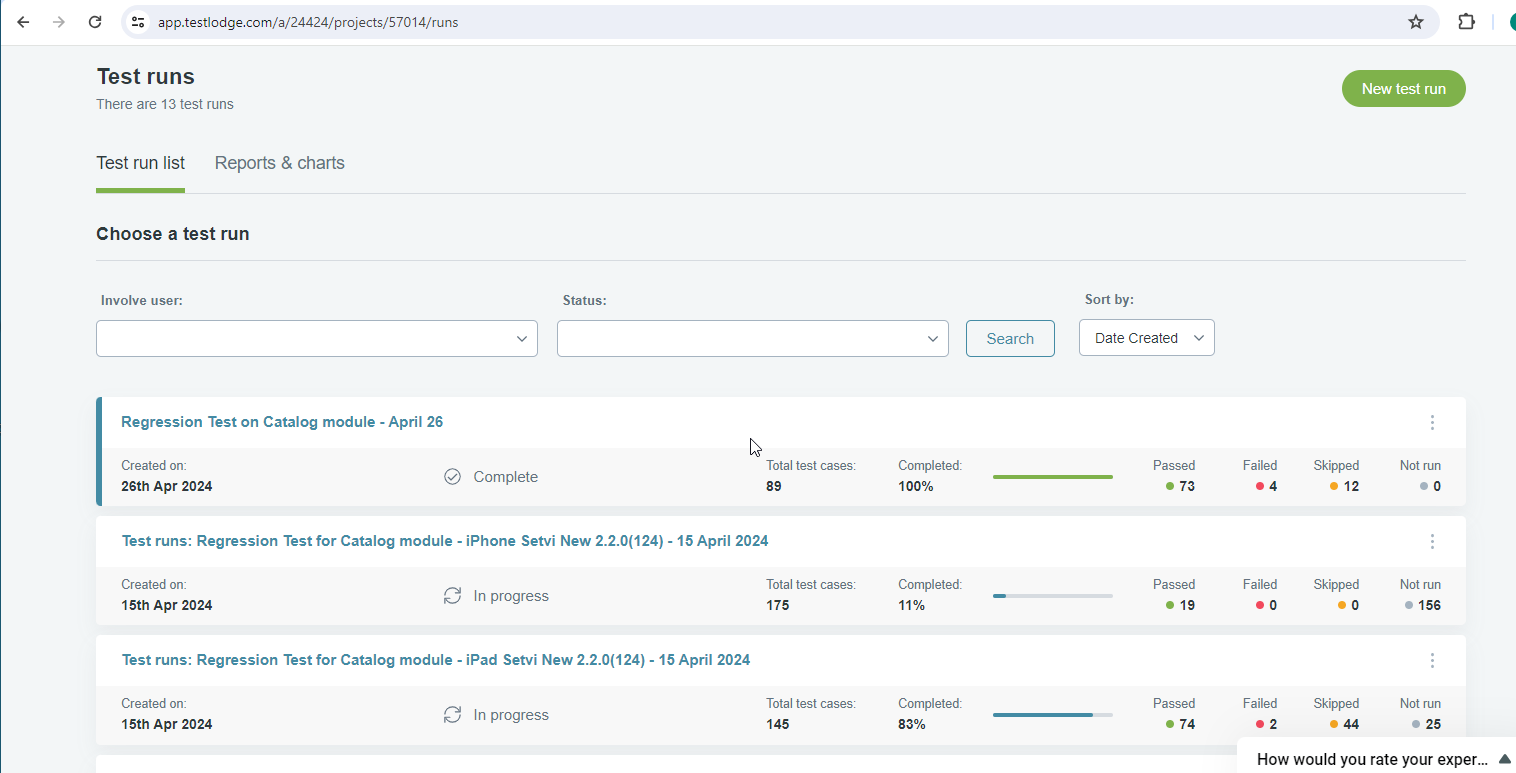 app.testlodge.com/a/24424/projects/57014/runs
Test runs
There are 13 test runs
New test run
Test run list Reports & charts
Choose a test run
Involve user: Status: Sort by:
Search Date Created
Regression Test on Catalog module - April 26
Created on: Total test cases: Completed: Passed Failed Skipped Not run
26th Apr 2024 Complete 89 100% 73 4 12 0
Test runs: Regression Test for Catalog module - iPhone Setvi New 2.2.0(124) - 15 April 2024
Created on: Total test cases: Completed: Passed Failed Skipped Not run
15th Apr 2024 In progress 175 11% 19 0 0 156
Test runs: Regression Test for Catalog module - iPad Setvi New 2.2.0(124) - 15 April 2024
Created on: Total test cases: Completed: Passed Failed Skipped Not run
15th Apr 2024 In progress 145 83% 74 2 44 25
How would you rate your exper...